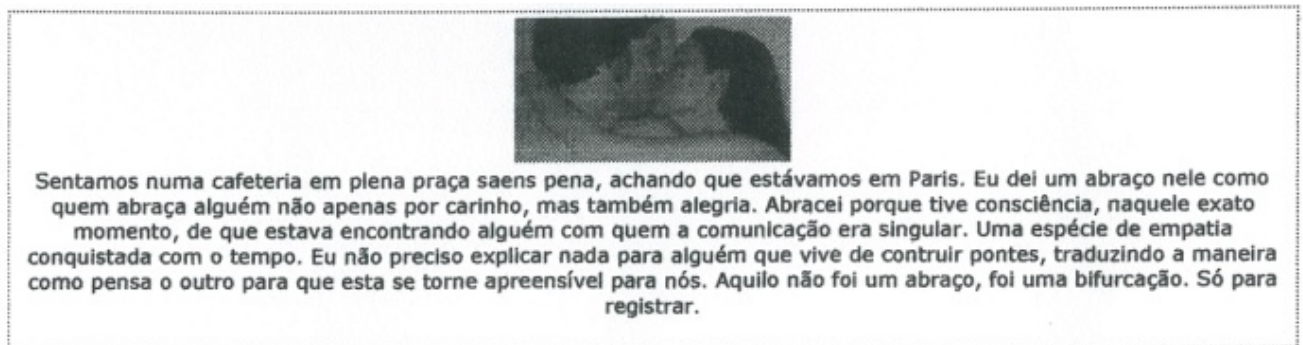 Sentamos numa cafeteria em plena praça saens pena, achando que estávamos em Paris. Eu dei um abraço nele como
quem abraça alguém não apenas por carinho, mas também alegria. Abracei porque tive consciência, naquele exato
momento, de que estava encontrando alguém com quem a comunicação era singular. Uma espécie de empatia
conquistada com o tempo. Eu não preciso explicar nada para alguém que vive de contruir pontes, traduzindo a maneira
como pensa o outro para que esta se torne apreensível para nós. Aquilo não foi um abraço, foi uma bifurcação. Só para
registrar.